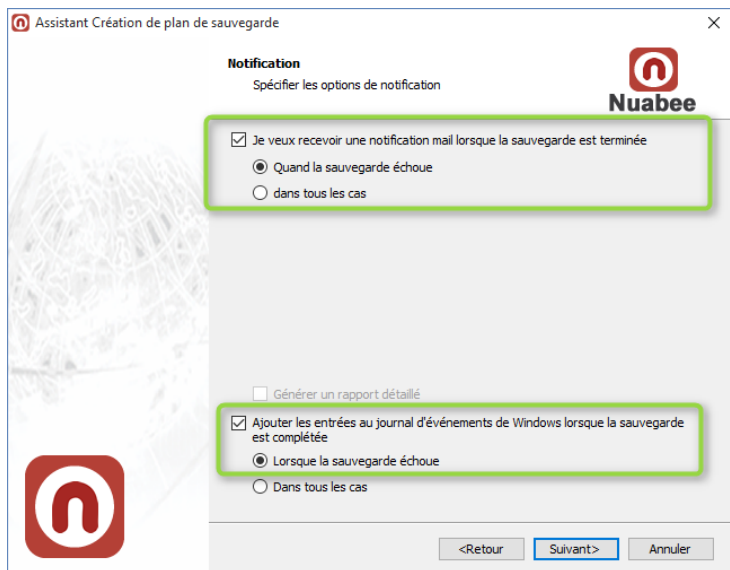 Assistant Création de plan de sauvegarde
Notification
Spécifier les options de notification
Nuabee
Je veux recevoir une notification mail lorsque la sauvegarde est terminée
Quand la sauvegarde échoue
dans tous les cas
Générer un rapport détaillé
Ajouter les entrées au journal d'événements de Windows lorsque la sauvegarde
est complétée
Lorsque la sauvegarde échoue
Dans tous les cas
<Retour
Suivant>
Annuler